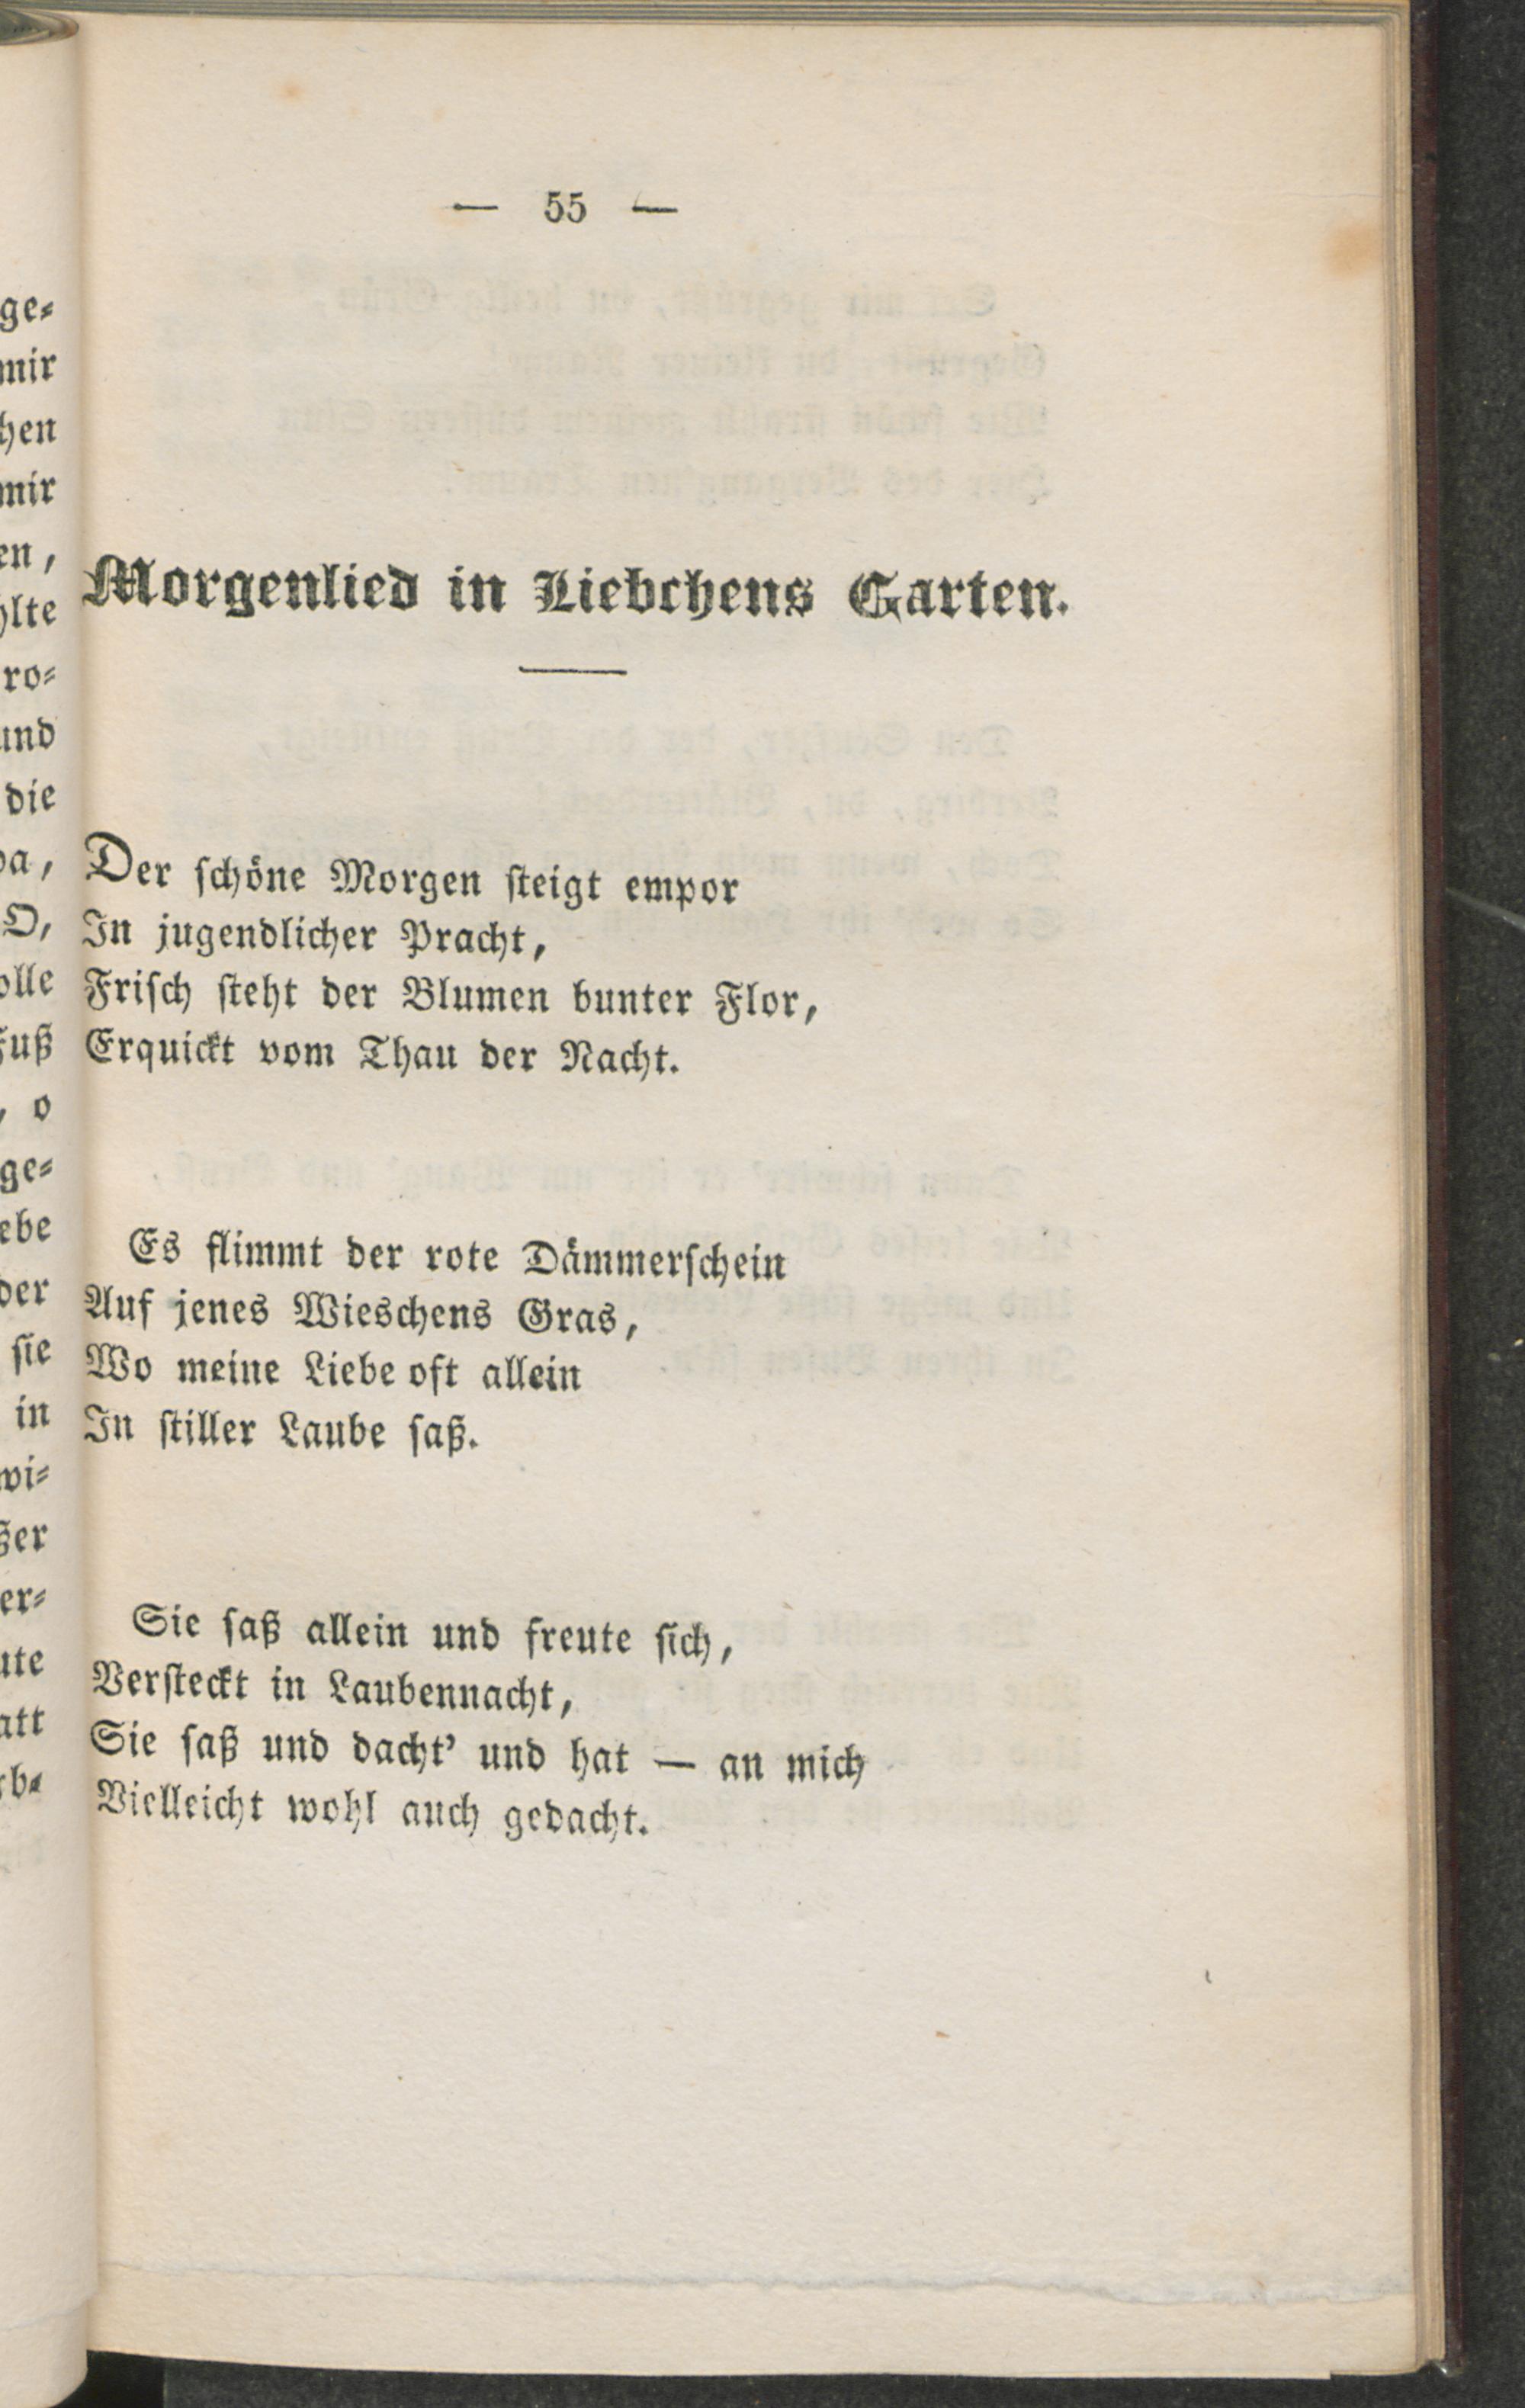 — 55 —
Morgenlied in Liebchens Garten.
Der ſchöne Morgen ſteigt empor
In jugendlicher Pracht,
Friſch ſteht der Blumen bunter Flor,
Erquickt vom Thau der Nacht.
Es flimmt der rote Dämmerſchein
Auf jenes Wieschens Gras,
Wo meine Liebe oft allein
In ſtiller Laube ſaß.
Sie ſaß allein und freute ſich,
Verſteckt in Laubennacht,
Sie ſaß und dacht' und hat — an mich
Vielleicht wohl auch gedacht.